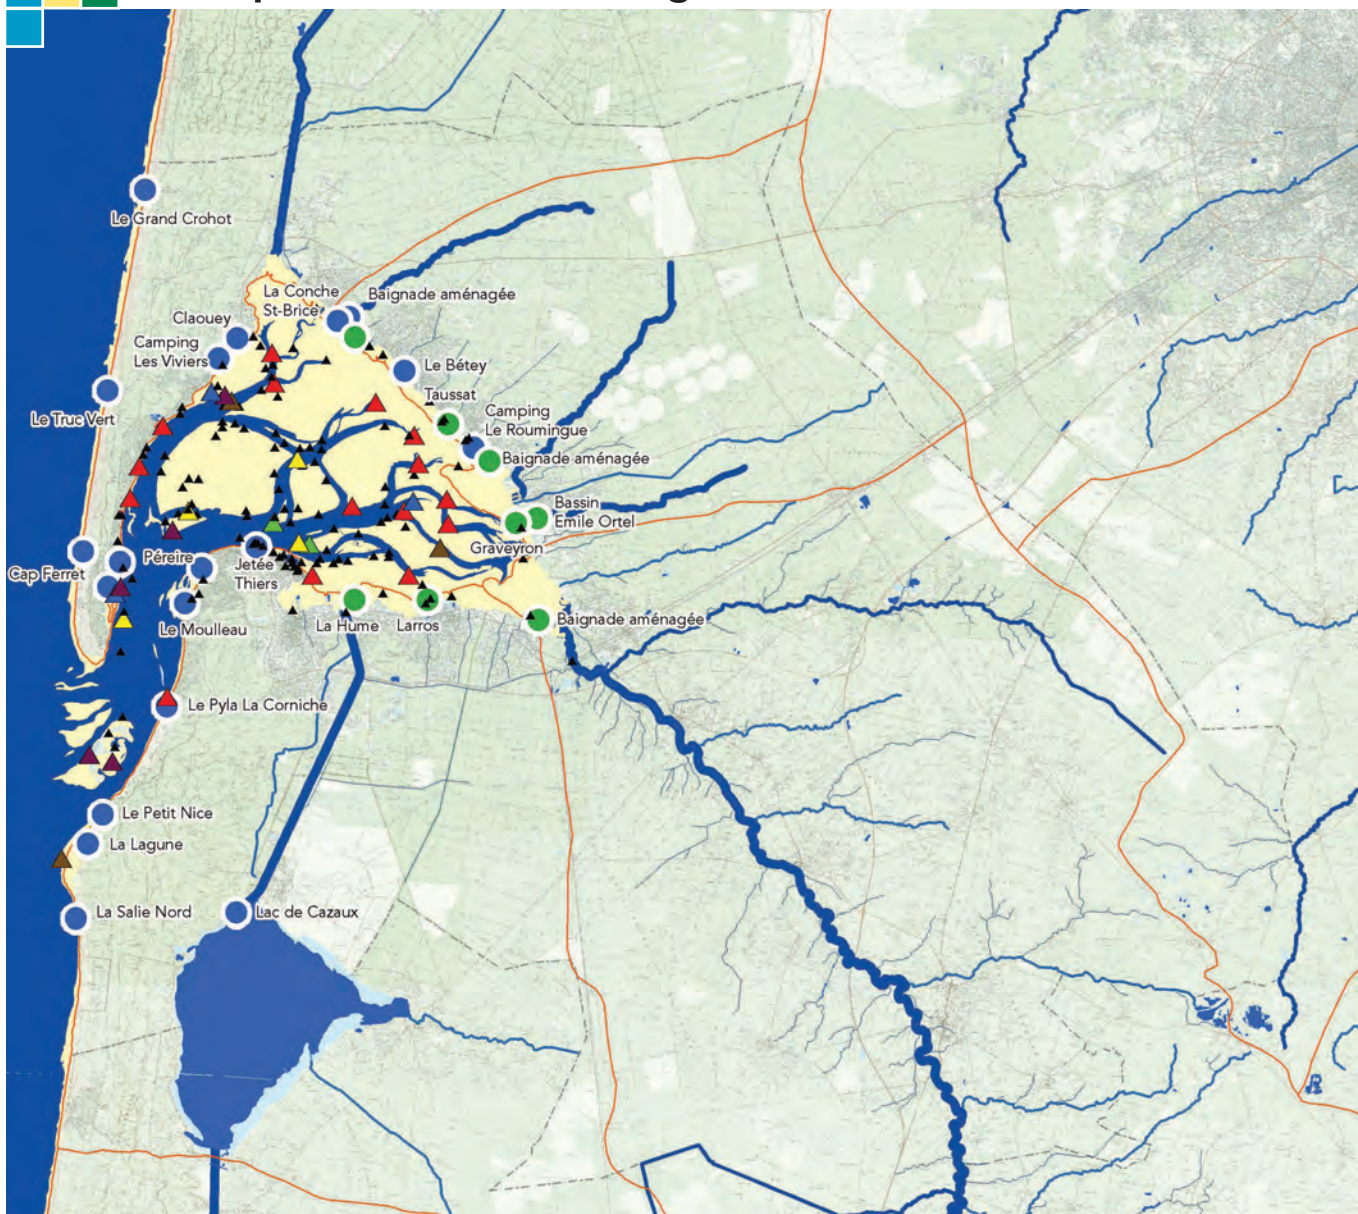 Le Grand Crohot
La Conche
St-Brice
Baignade aménagée
Claouey
Camping
Les Viviers
Le Bétey
Taussat
Le Truc Vert
Camping
Le Roumingue
Baignade aménagée
Bassin
Emile Ortel
Graveyron
Cap Ferret
Péreire
Jetée
Thiers
Le Moulleau
La Hume
Larros
Baignade aménagée
Le Pyla La Corniche
Le Petit Nice
La Lagune
La Salie Nord
Lac de Cazaux